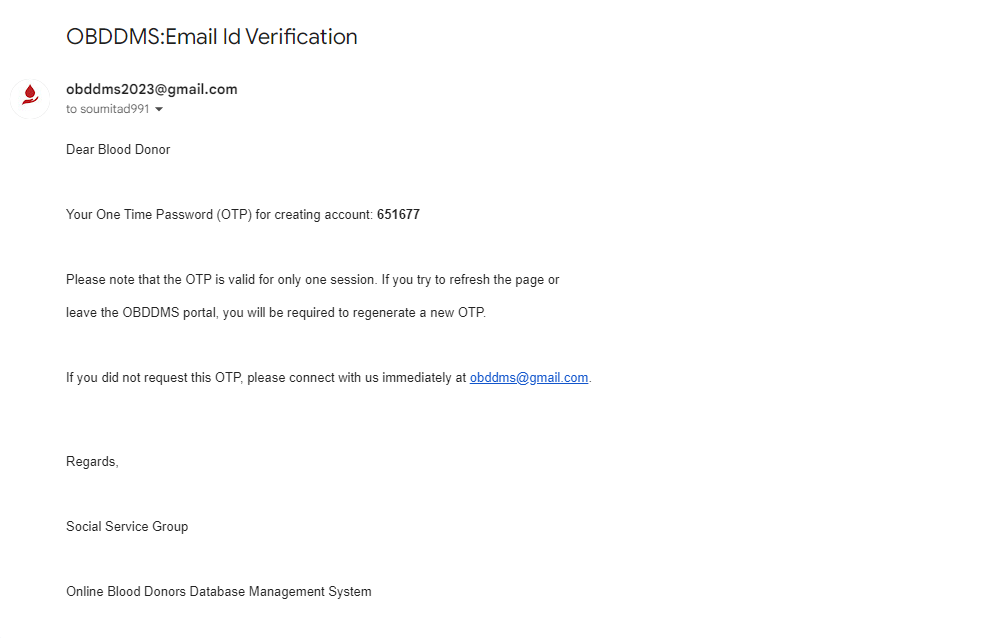 OBDDMS:Email Id Verification
obddms2023@gmail.com
to soumitad991
Dear Blood Donor
Your One Time Password (OTP) for creating account: 651677
Please note that the OTP is valid for only one session. If you try to refresh the page or
leave the OBDDMS portal, you will be required to regenerate a new OTP.
If you did not request this OTP, please connect with us immediately at obddms@gmail.com.
Regards,
Social Service Group
Online Blood Donors Database Management System